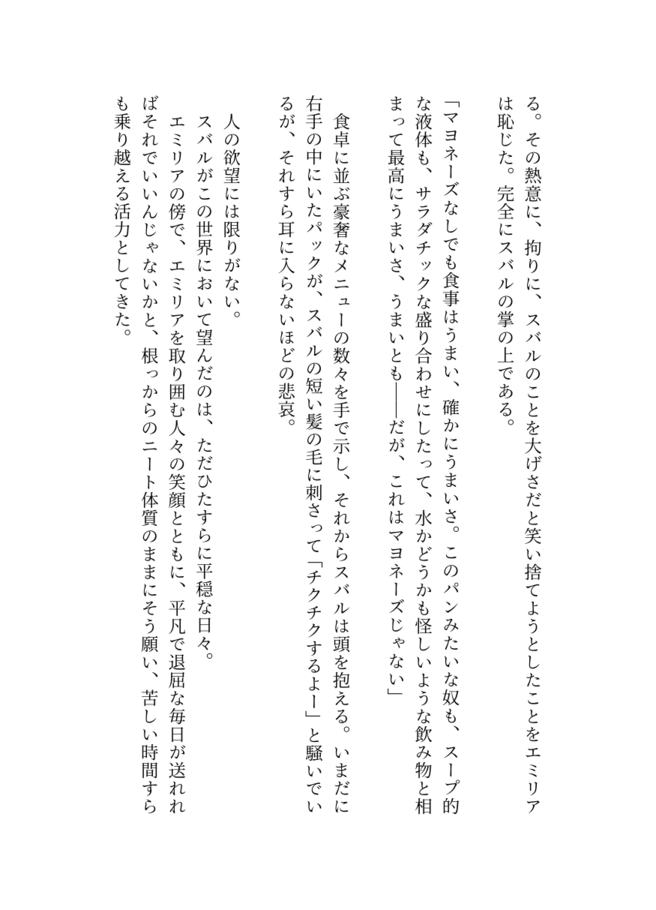 る。その熱意に、拘りに、スバルのことを大げさだと笑い捨てようとしたことをエミリア
は恥じた。完全にスバルの掌の上である。
「マヨネーズなしでも食事はうまい、確かにうまいさ。このパンみたいな奴も、スープ的
な液体も、サラダチックな盛り合わせにしたって、水かどうかも怪しいような飲み物と相
まって最高にうまいさ、うまいとも――だが、これはマヨネーズじゃない」
食卓に並ぶ豪奢なメニューの数々を手で示し、それからスバルは頭を抱える。いまだに
右手の中にいたパックが、スバルの短い髪の毛に刺さって「チクチクするよー」と騒いでい
るが、それすら耳に入らないほどの悲哀。
人の欲望には限りがない。
スバルがこの世界において望んだのは、ただひたすらに平穏な日々。
エミリアの傍で、エミリアを取り囲む人々の笑顔とともに、平凡で退屈な毎日が送れれ
ばそれでいいんじゃないかと、根っからのニート体質のままにそう願い、苦しい時間すら
も乗り越える活力としてきた。